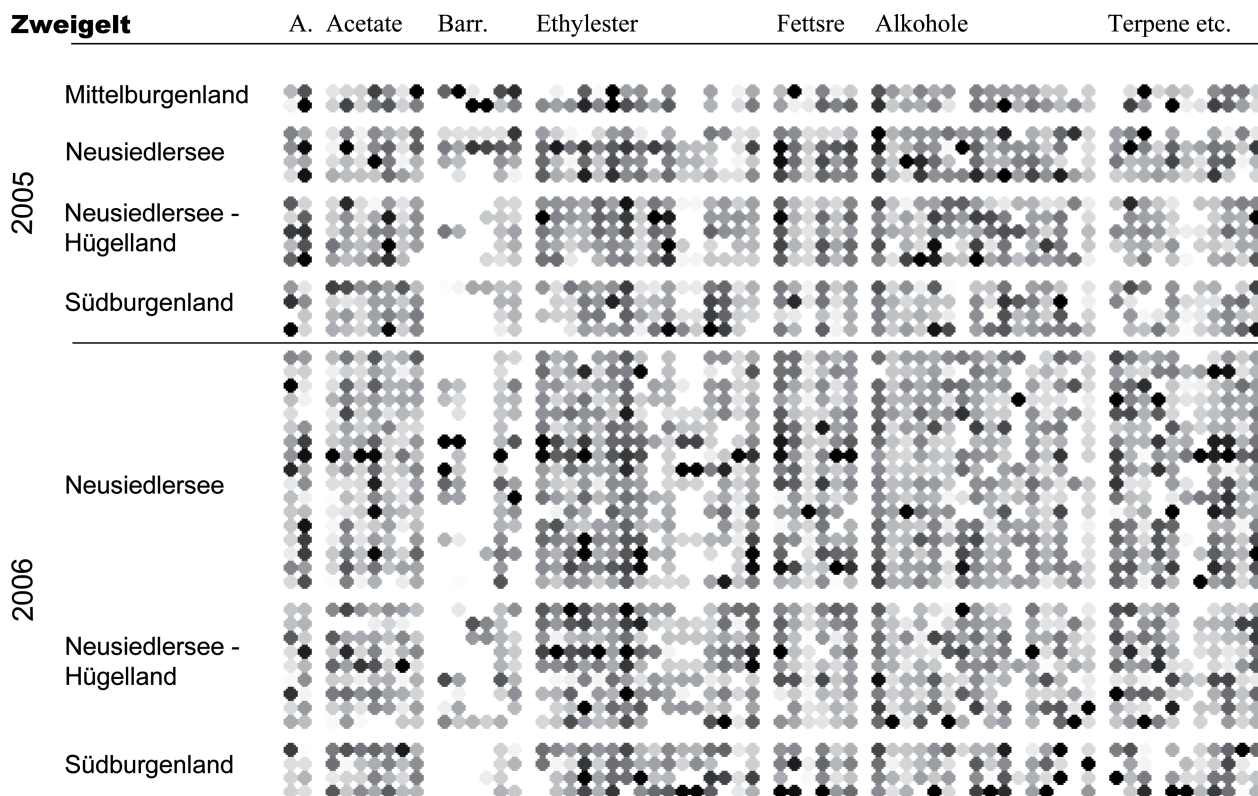 Zweigelt A. Acetate Barr. Ethylester Fettsre Alkohole Terpene etc.
2005
Mittelburgenland
Neusiedlersee
Neusiedlersee -
Hügelland
Südburgenland
2006
Neusiedlersee
Neusiedlersee -
Hügelland
Südburgenland